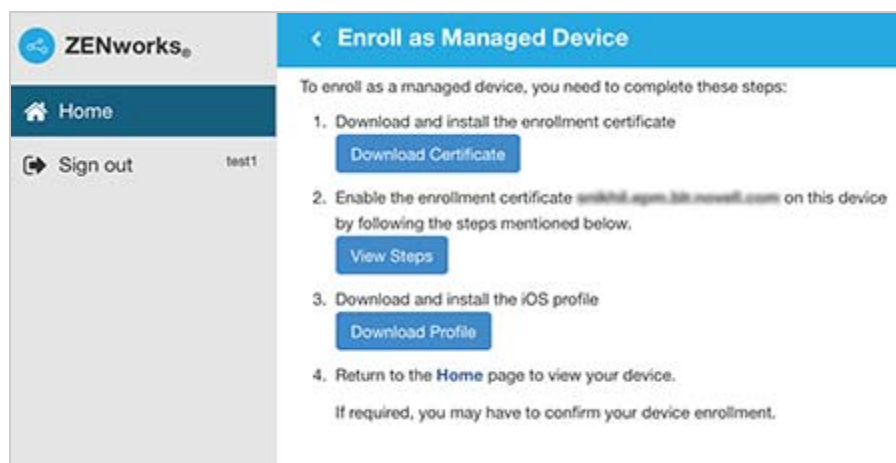 ZENworks®
Home
Sign out
test1
Enroll as Managed Device
To enroll as a managed device, you need to complete these steps:
1. Download and install the enrollment certificate
Download Certificate
2. Enable the enrollment certificate on this device
by following the steps mentioned below.
View Steps
3. Download and install the iOS profile
Download Profile
4. Return to the Home page to view your device.
If required, you may have to confirm your device enrollment.